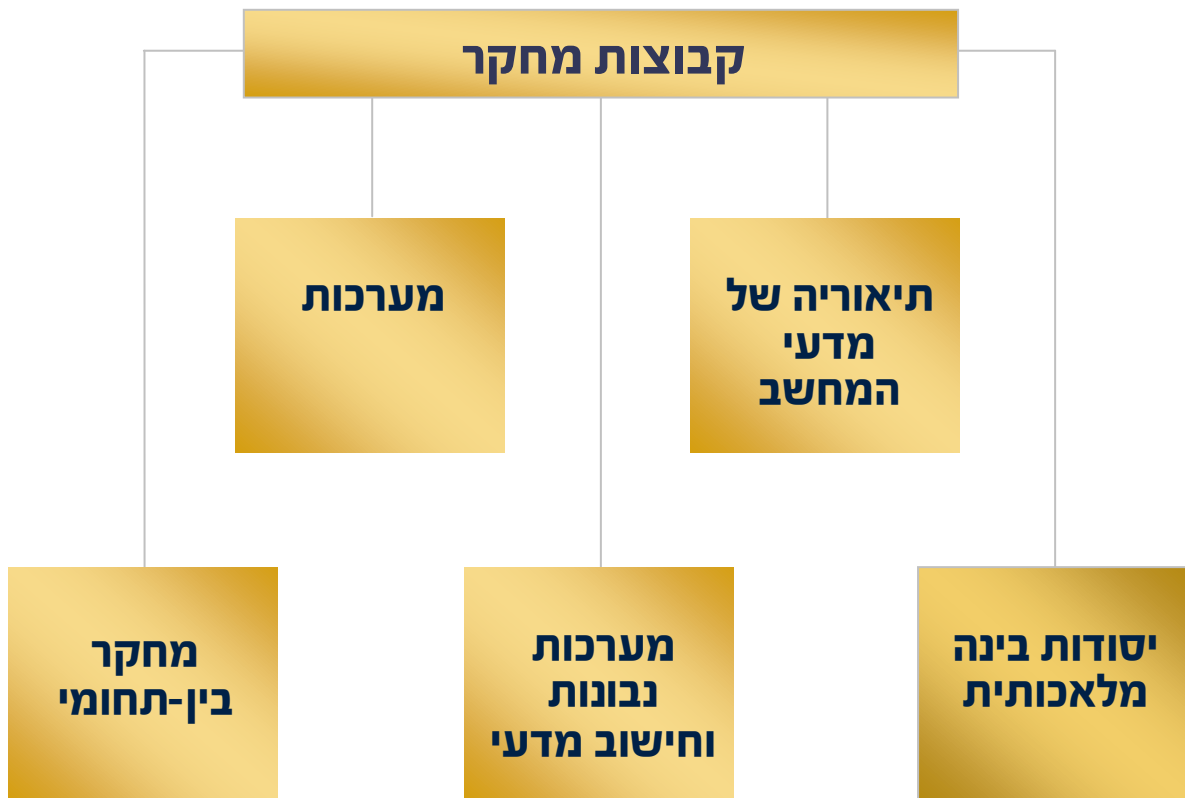 קבוצות מחקר
תיאוריה של
מדעי
המחשב
מערכות
יסודות בינה
מלאכותית
מערכות
נבונות
וחישוב מדעי
מחקר
בין-תחומי